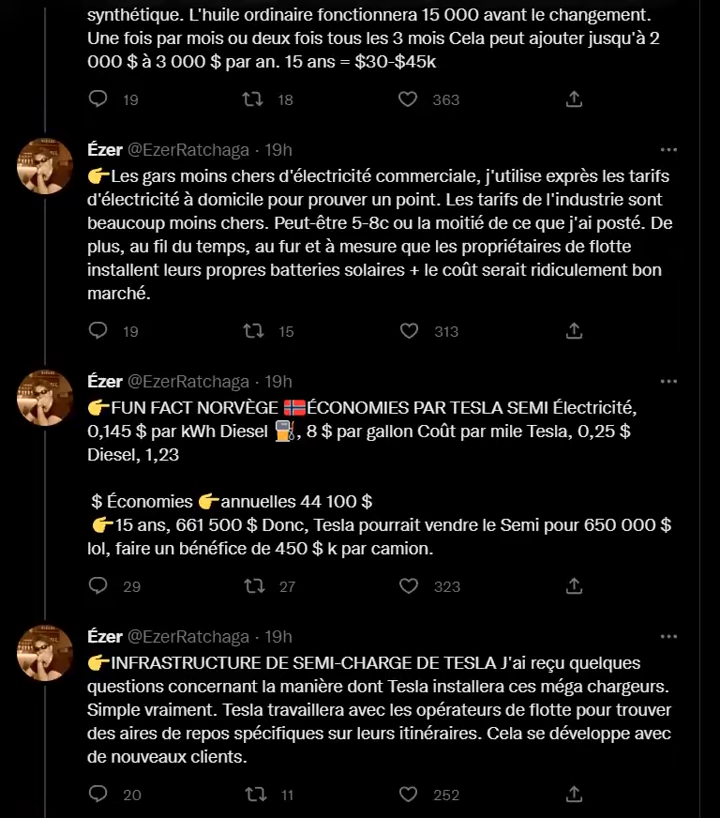 synthétique. L'huile ordinaire fonctionnera 15 000 avant le changement.
Une fois par mois ou deux fois tous les 3 mois Cela peut ajouter jusqu'à 2
000 $ à 3 000 $ par an. 15 ans = $30-$45k
19 18 363
Ézer @EzerRatchaga · 19h
👉Les gars moins chers d'électricité commerciale, j'utilise exprès les tarifs
d'électricité à domicile pour prouver un point. Les tarifs de l'industrie sont
beaucoup moins chers. Peut-être 5-8c ou la moitié de ce que j'ai posté. De
plus, au fil du temps, au fur et à mesure que les propriétaires de flotte
installent leurs propres batteries solaires + le coût serait ridiculement bon
marché.
19 15 313
Ézer @EzerRatchaga · 19h
👉FUN FACT NORVÈGE 🇳🇴ÉCONOMIES PAR TESLA SEMI Électricité,
0,145 $ par kWh Diesel ⛽, 8 $ par gallon Coût par mile Tesla, 0,25 $
Diesel, 1,23
$ Économies 👉annuelles 44 100 $
👉15 ans, 661 500 $ Donc, Tesla pourrait vendre le Semi pour 650 000 $
lol, faire un bénéfice de 450 $ k par camion.
29 27 323
Ézer @EzerRatchaga · 19h
👉INFRASTRUCTURE DE SEMI-CHARGE DE TESLA J'ai reçu quelques
questions concernant la manière dont Tesla installera ces méga chargeurs.
Simple vraiment. Tesla travaillera avec les opérateurs de flotte pour trouver
des aires de repos spécifiques sur leurs itinéraires. Cela se développe avec
de nouveaux clients.
20 11 252